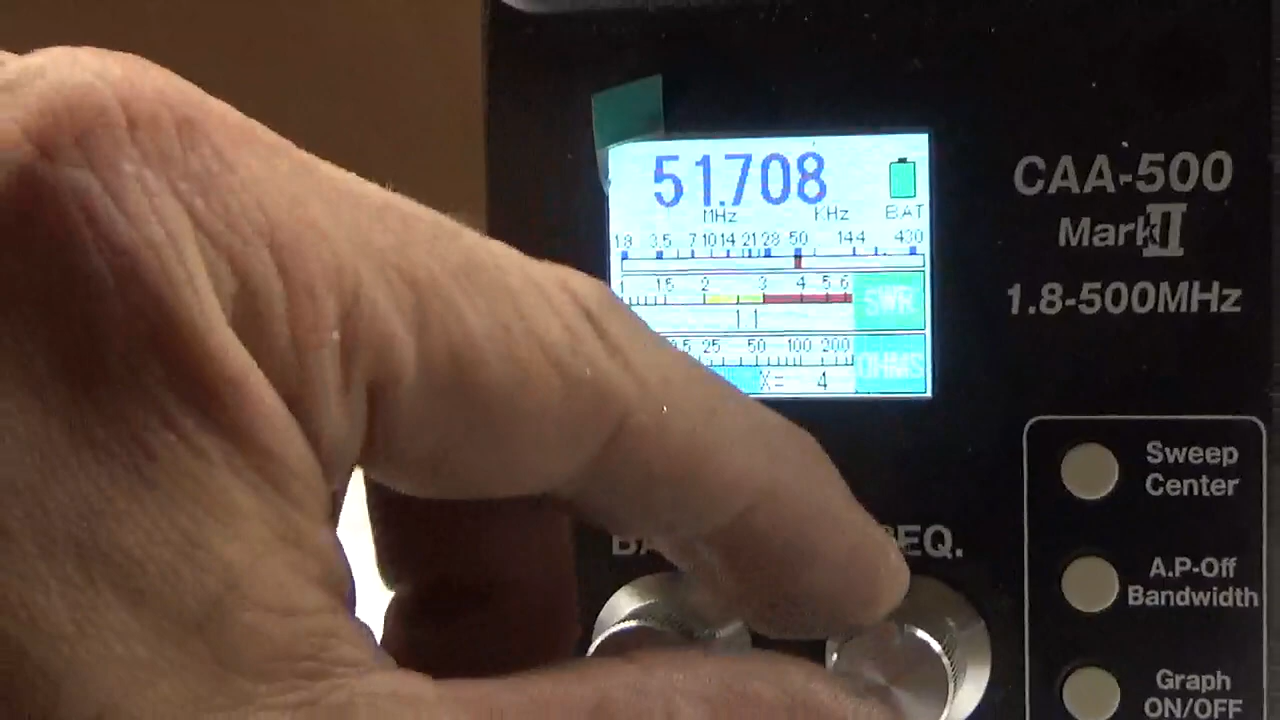 51.708
MHz KHz BAT
1.8 3.5 7 10 14 21 28 50 144 430
1 1.5 2 3 4 5 6
SWR
1.1
25 50 100 200
OHMS
X= 4
CAA-500
Mark II
1.8-500MHz
Sweep
Center
A.P-Off
Bandwidth
Graph
ON/OFF